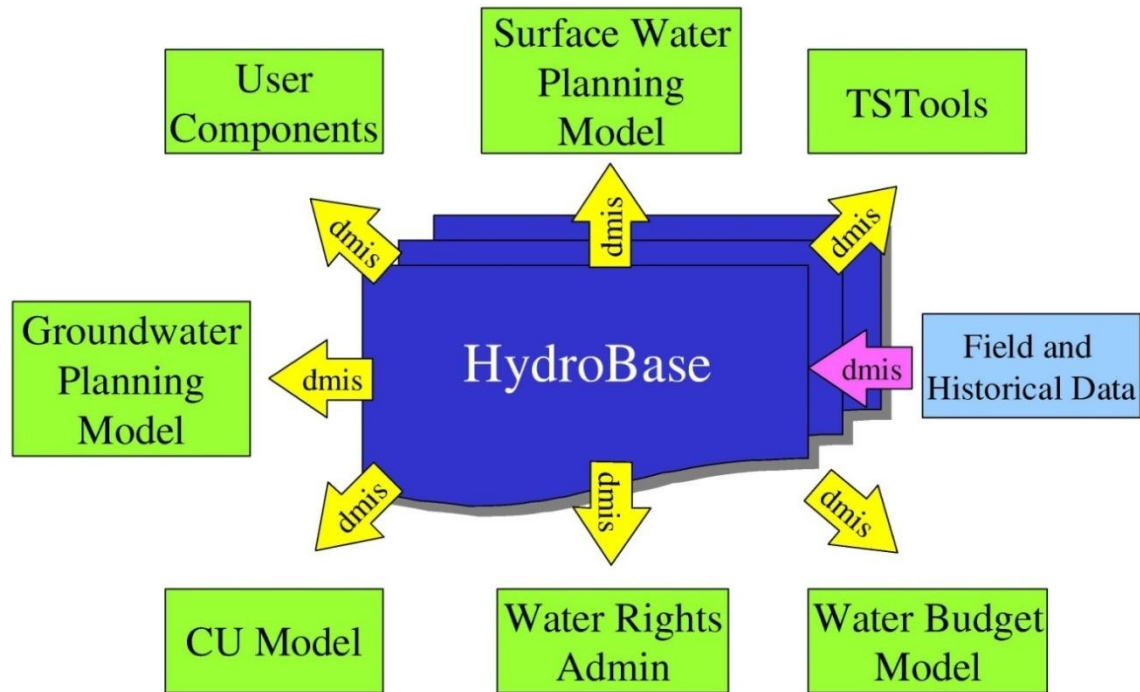 User
Components
Surface Water
Planning
Model
TSTools
dmis
dmis
dmis
Groundwater
Planning
Model
dmis
HydroBase
dmis
Field and
Historical Data
dmis
dmis
dmis
CU Model
Water Rights
Admin
Water Budget
Model